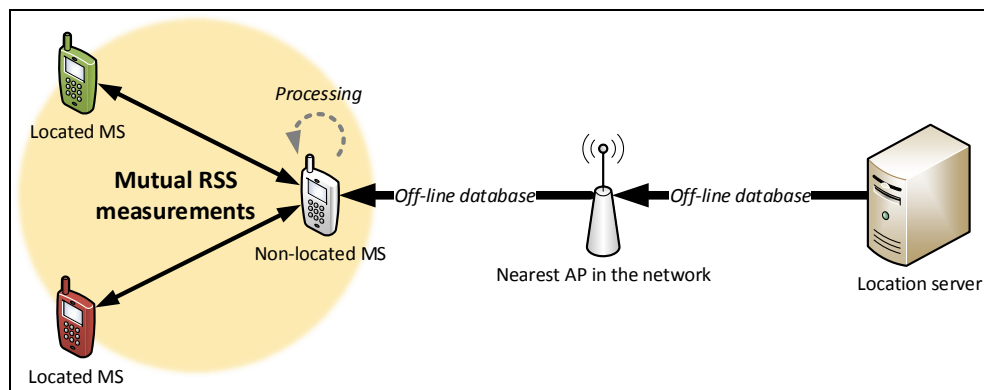 Located MS
Processing
Mutual RSS
measurements
Non-located MS
Off-line database
Nearest AP in the network
Off-line database
Location server
Located MS